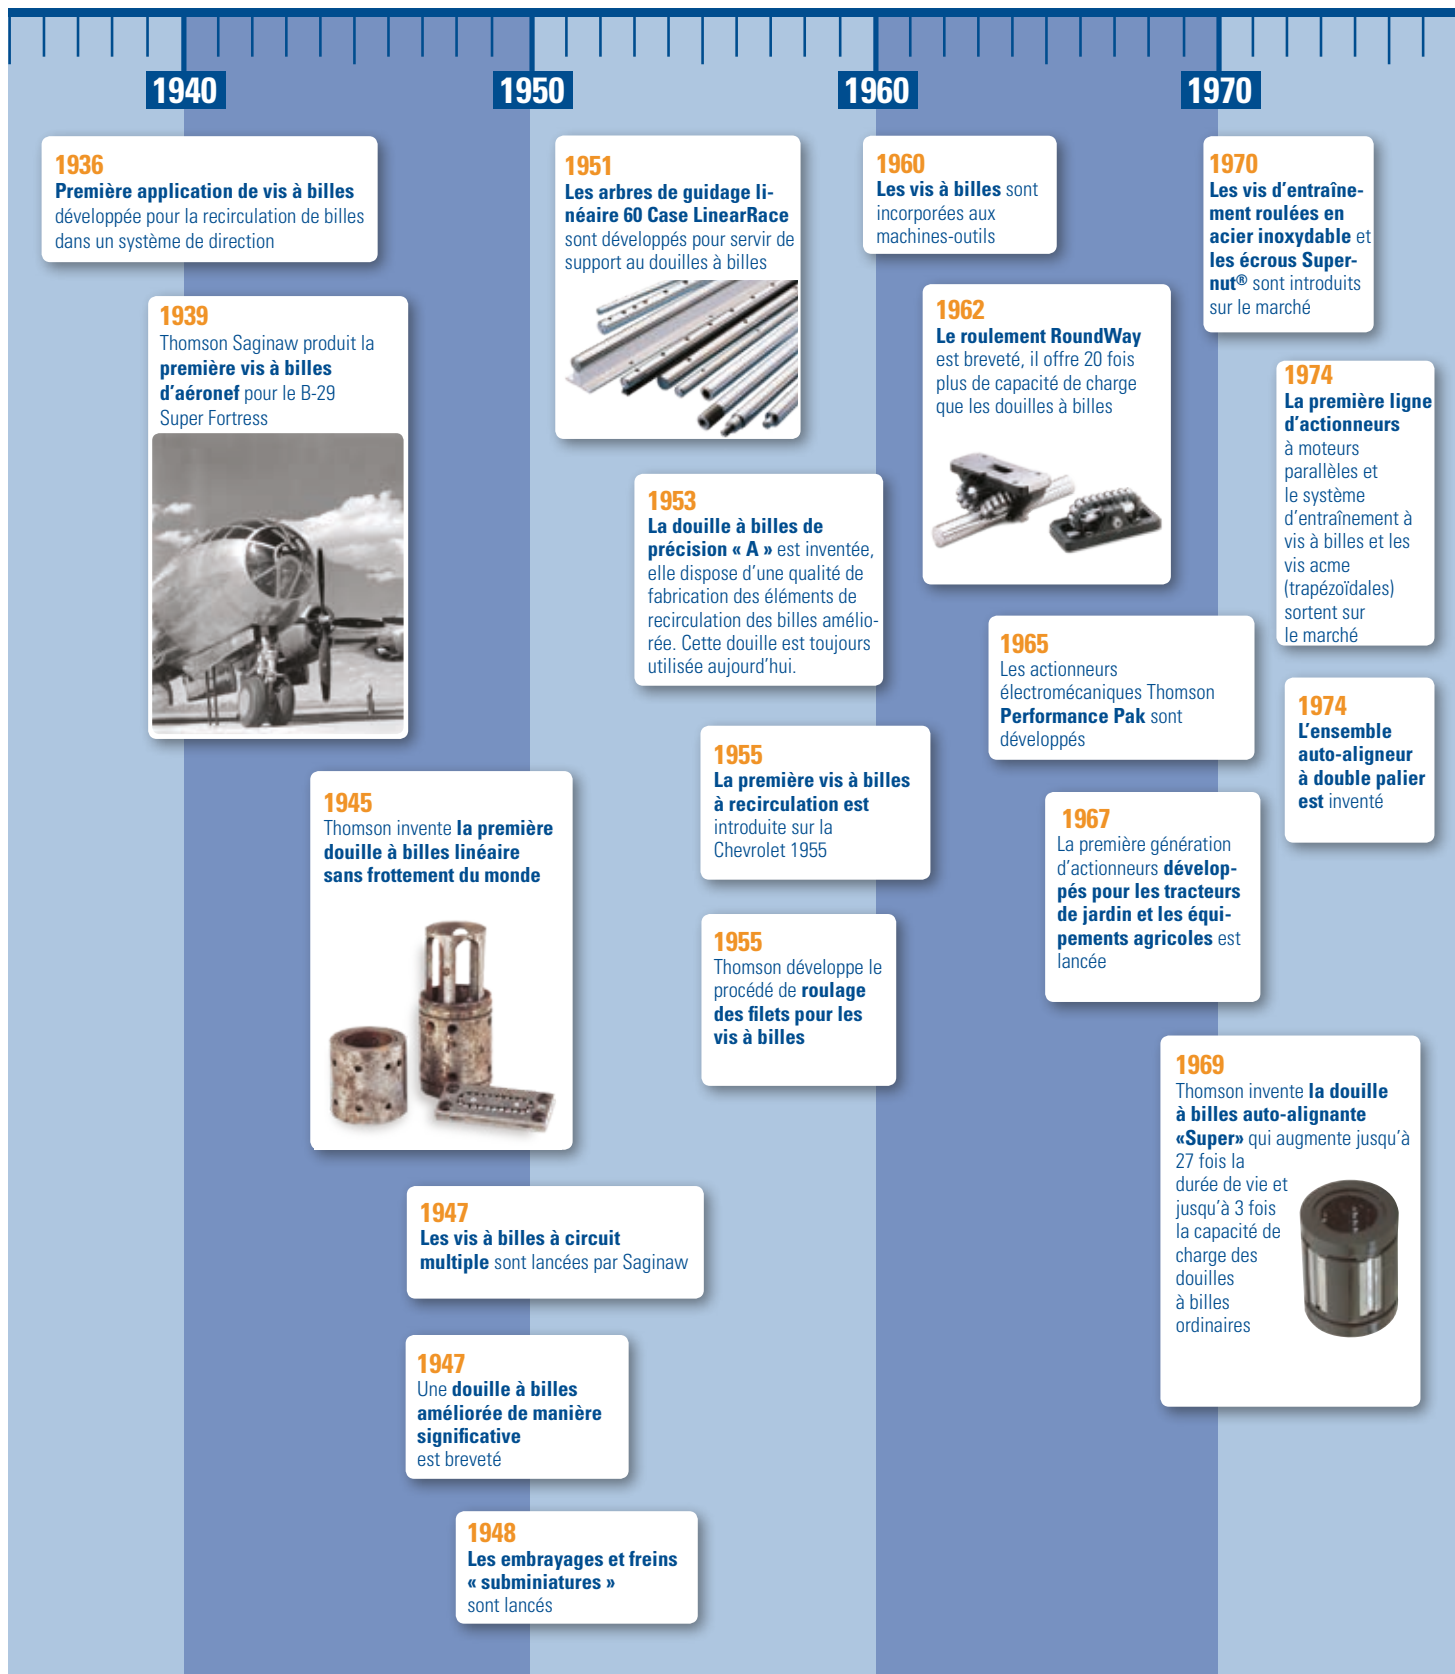 1940
1950
1960
1970
1936
Première application de vis à billes
développée pour la recirculation de billes
dans un système de direction
1939
Thomson Saginaw produit la
première vis à billes
d'aéronef pour le B-29
Super Fortress
1945
Thomson invente la première
douille à billes linéaire
sans frottement du monde
1947
Les vis à billes à circuit
multiple sont lancées par Saginaw
1947
Une douille à billes
améliorée de manière
significative
est breveté
1948
Les embrayages et freins
« subminiatures »
sont lancés
1951
Les arbres de guidage li-
néaire 60 Case LinearRace
sont développés pour servir de
support au douilles à billes
1953
La douille à billes de
précision « A » est inventée,
elle dispose d'une qualité de
fabrication des éléments de
recirculation des billes amélio-
rée. Cette douille est toujours
utilisée aujourd'hui.
1955
La première vis à billes
à recirculation est
introduite sur la
Chevrolet 1955
1955
Thomson développe le
procédé de roulage
des filets pour les
vis à billes
1960
Les vis à billes sont
incorporées aux
machines-outils
1962
Le roulement RoundWay
est breveté, il offre 20 fois
plus de capacité de charge
que les douilles à billes
1965
Les actionneurs
électromécaniques Thomson
Performance Pak sont
développés
1967
La première génération
d'actionneurs dévelop-
pés pour les tracteurs
de jardin et les équi-
pements agricoles est
lancée
1969
Thomson invente la douille
à billes auto-alignante
«Super» qui augmente jusqu'à
27 fois la
durée de vie et
jusqu'à 3 fois
la capacité de
charge des
douilles
à billes
ordinaires
1970
Les vis d'entraîne-
ment roulées en
acier inoxydable et
les écrous Super-
nut® sont introduits
sur le marché
1974
La première ligne
d'actionneurs
à moteurs
parallèles et
le système
d'entraînement à
vis à billes et les
vis acme
(trapézoïdales)
sortent sur
le marché
1974
L'ensemble
auto-aligneur
à double palier
est inventé